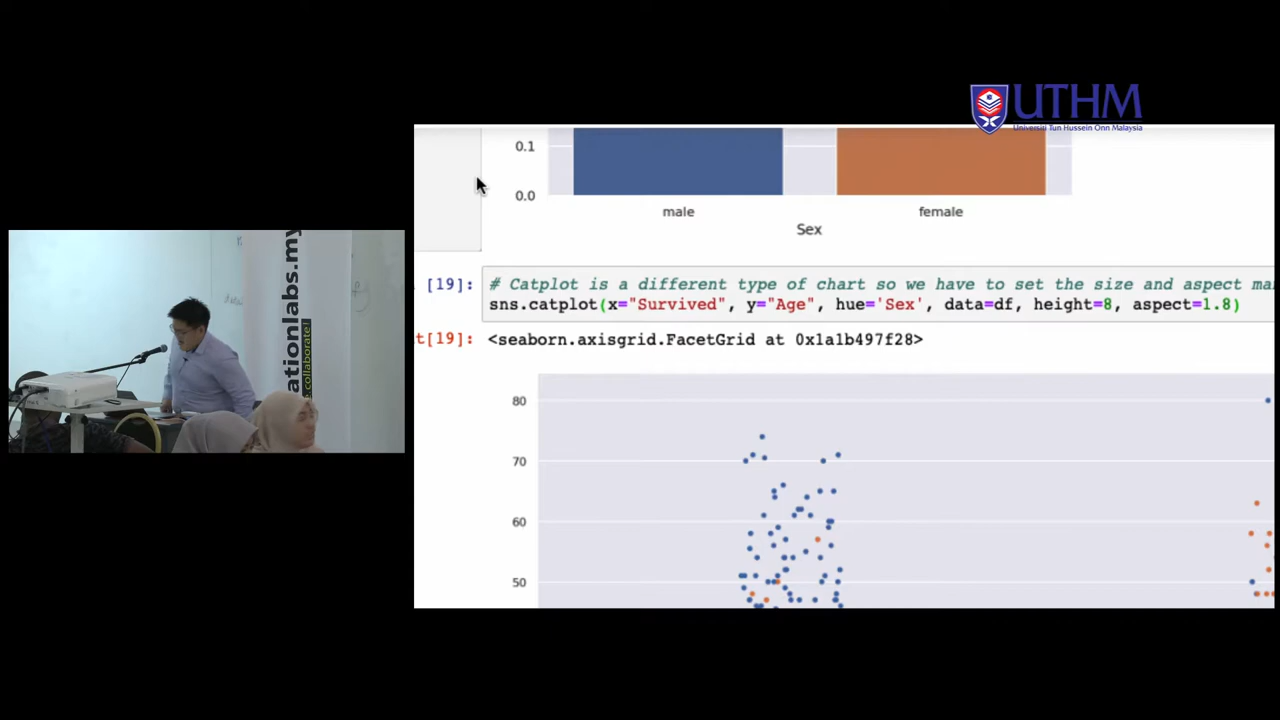 UTHM
Universiti Tun Hussein Onn Malaysia
0.1
0.0
male
female
Sex
[19]:
# Catplot is a different type of chart so we have to set the size and aspect
sns.catplot(x="Survived", y="Age", hue='Sex', data=df, height=8, aspect=1.8)
t[19]:
<seaborn.axisgrid.FacetGrid at 0x1a1b497f28>
80
70
60
50
ationlabs.my
collaborate!